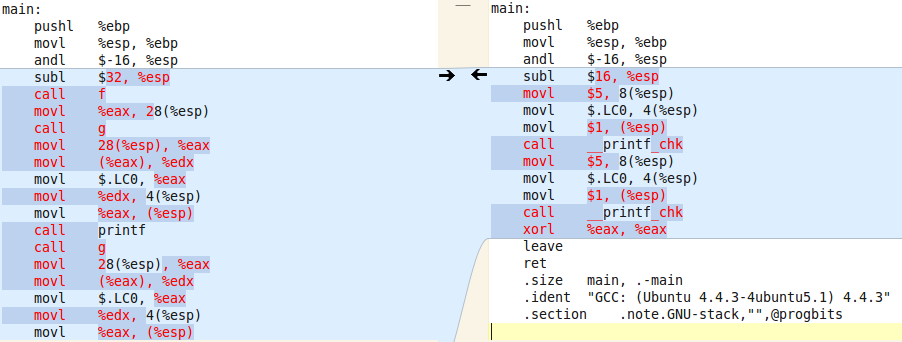 main:
pushl %ebp
movl %esp, %ebp
andl $-16, %esp
subl $32, %esp
call f
movl %eax, 28(%esp)
call g
movl 28(%esp), %eax
movl (%eax), %edx
movl $.LC0, %eax
movl %edx, 4(%esp)
movl %eax, (%esp)
call printf
call g
movl 28(%esp), %eax
movl (%eax), %edx
movl $.LC0, %eax
movl %edx, 4(%esp)
movl %eax, (%esp)
main:
pushl %ebp
movl %esp, %ebp
andl $-16, %esp
subl $16, %esp
movl $5, 8(%esp)
movl $.LC0, 4(%esp)
movl $1, (%esp)
call __printf_chk
movl $5, 8(%esp)
movl $.LC0, 4(%esp)
movl $1, (%esp)
call __printf_chk
xorl %eax, %eax
leave
ret
.size main, .-main
.ident "GCC: (Ubuntu 4.4.3-4ubuntu5.1) 4.4.3"
.section .note.GNU-stack,"",@progbits